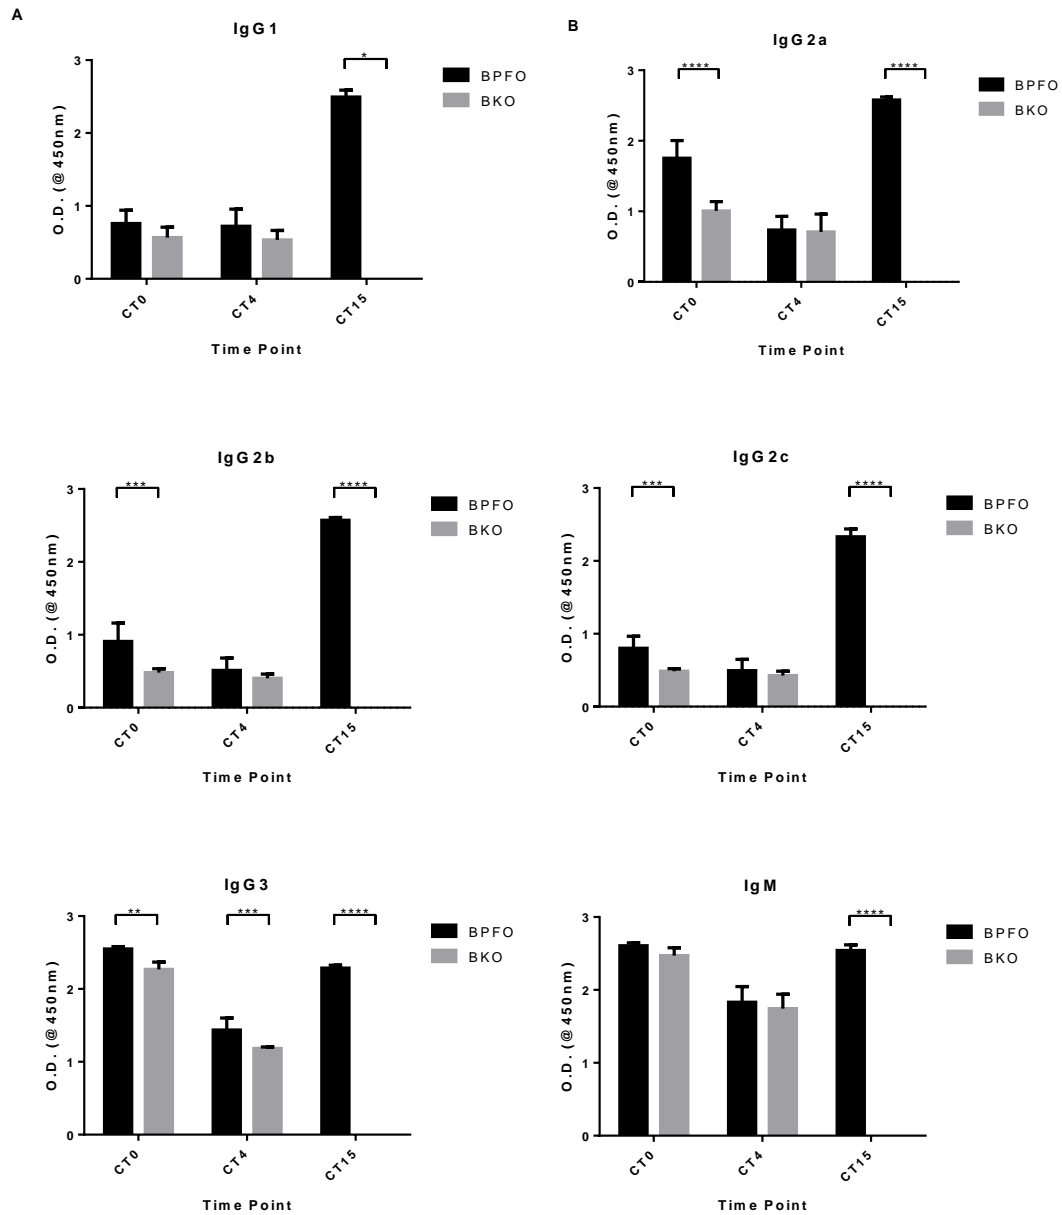 A
IgG1
*
3
2
1
0
O.D. (@450nm)
CT0
CT4
CT15
Time Point
BPFO
BKO
B
IgG2a
****
****
3
2
1
0
O.D. (@450nm)
CT0
CT4
CT15
Time Point
BPFO
BKO
IgG2b
***
****
3
2
1
0
O.D. (@450nm)
CT0
CT4
CT15
Time Point
BPFO
BKO
IgG2c
***
****
3
2
1
0
O.D. (@450nm)
CT0
CT4
CT15
Time Point
BPFO
BKO
IgG3
**
***
****
3
2
1
0
O.D. (@450nm)
CT0
CT4
CT15
Time Point
BPFO
BKO
IgM
****
3
2
1
0
O.D. (@450nm)
CT0
CT4
CT15
Time Point
BPFO
BKO